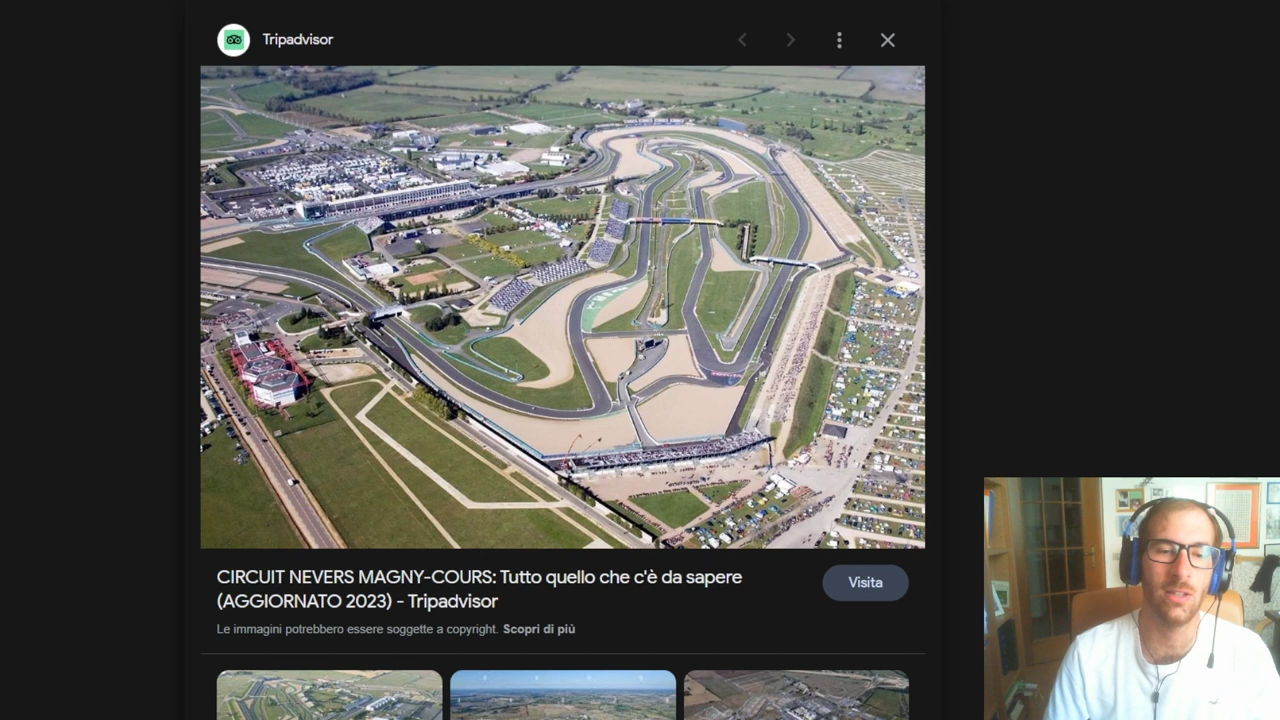 Tripadvisor
CIRCUIT NEVERS MAGNY-COURS: Tutto quello che c'è da sapere
(AGGIORNATO 2023) - Tripadvisor
Visita
Le immagini potrebbero essere soggette a copyright. Scopri di più